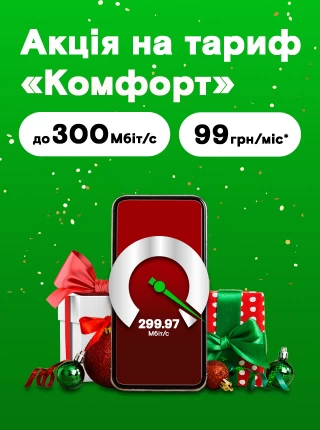 Акція на тариф
«Комфорт»
до 300 Мбіт/с
99 грн/міс*
299.97
Мбіт/с